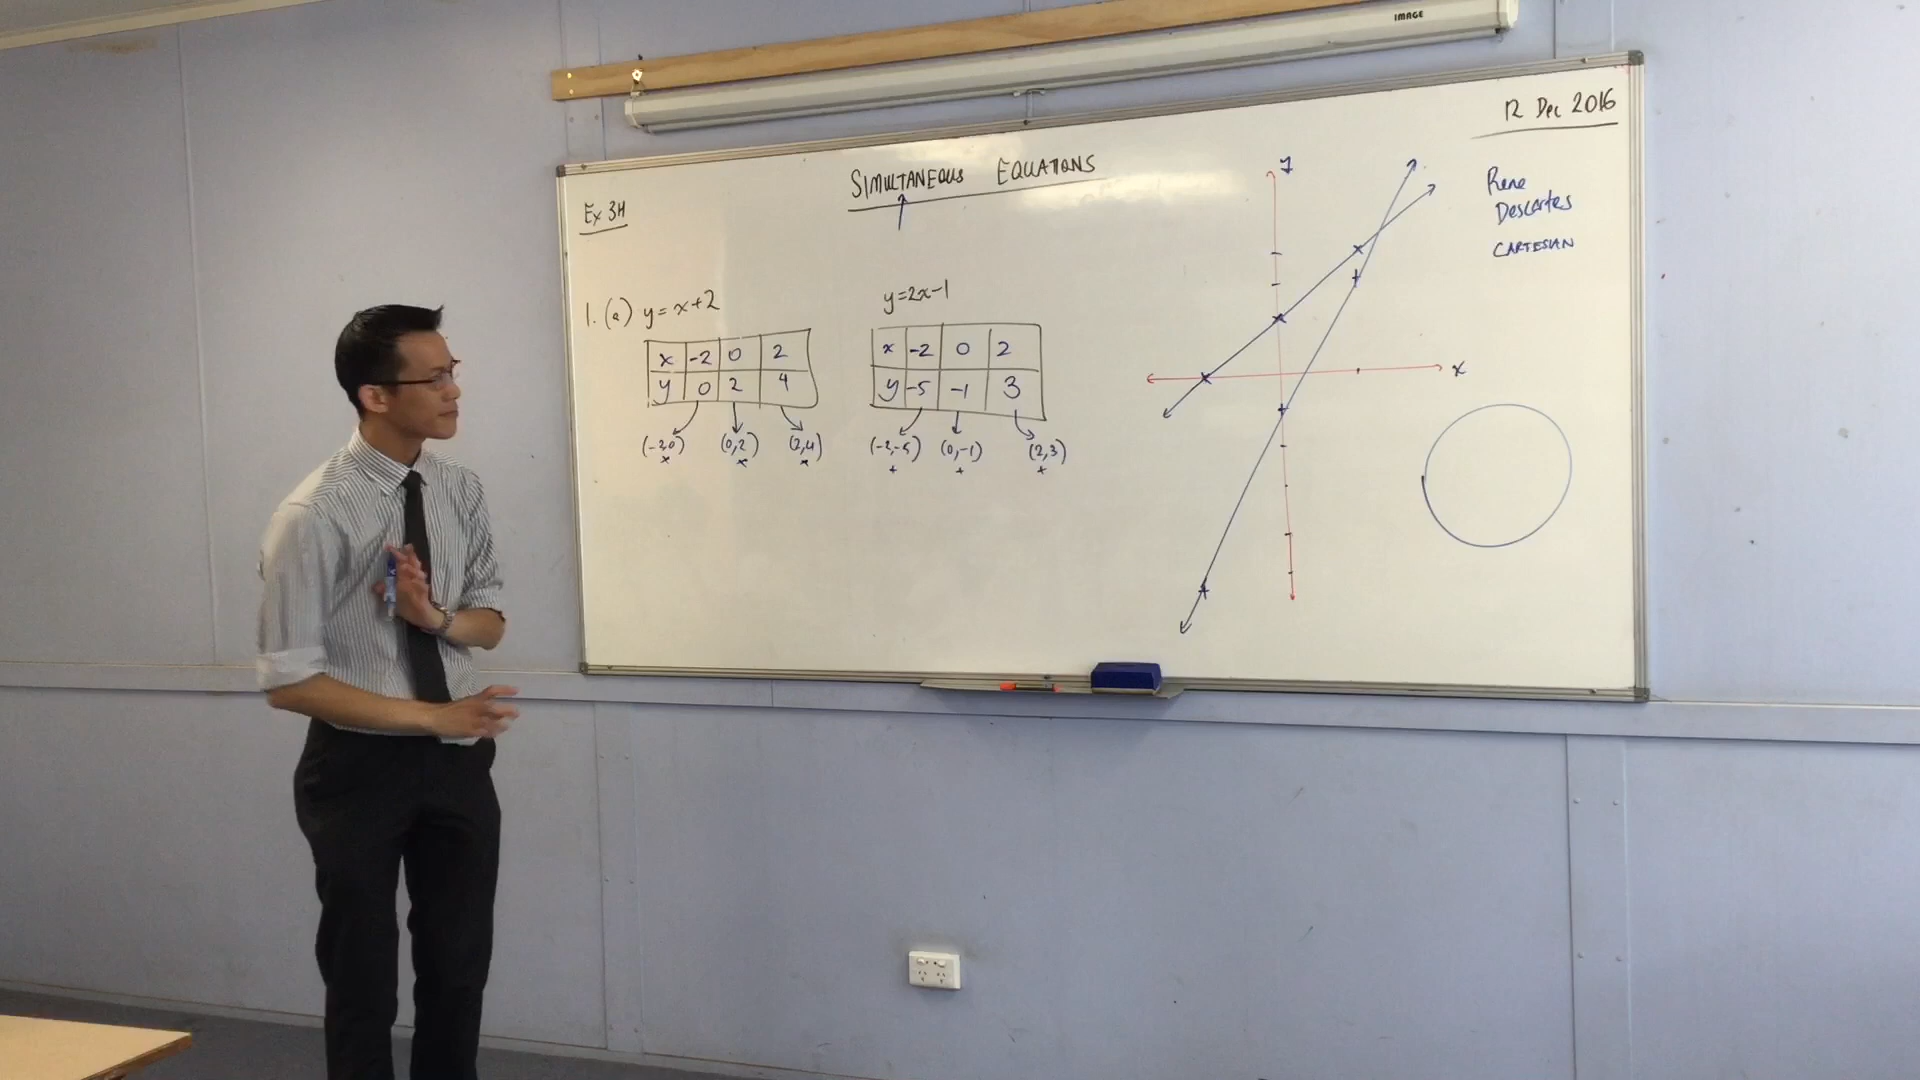 IMAGE
12 Dec 2016
SIMULTANEOUS EQUATIONS
Ex 3H
1. (a) y = x + 2
x -2 0 2
y 0 2 4
(-2,0) (0,2) (2,4)
× × ×
y=2x-1
x -2 0 2
y -5 -1 3
(-2,-5) (0,-1) (2,3)
+ + +
y
x
Rene
Descartes
CARTESIAN